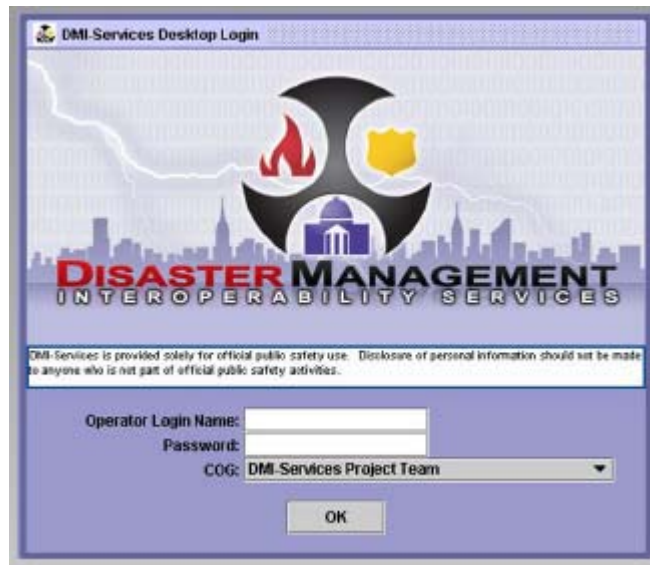 DMI-Services Desktop Login
DISASTER MANAGEMENT
INTEROPERABILITY SERVICES
DMI-Services is provided solely for official public safety use. Disclosure of personal information should not be made
to anyone who is not part of official public safety activities.
Operator Login Name:
Password:
COG: DMI-Services Project Team
OK